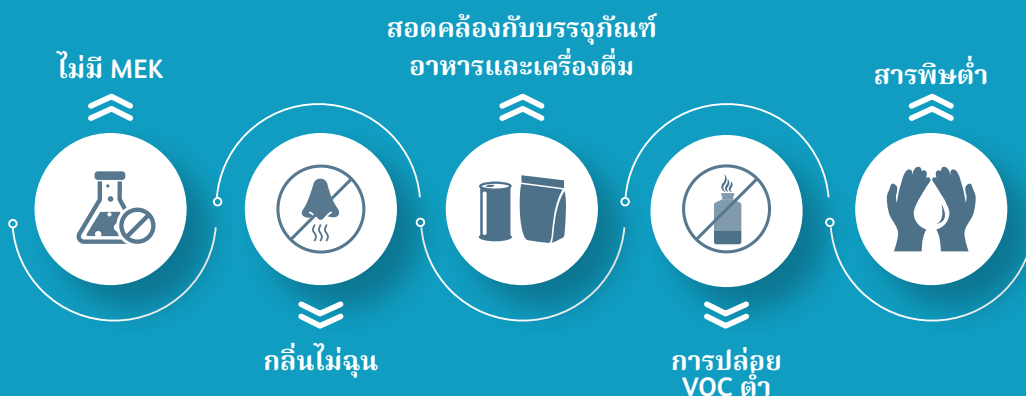 ไม่มี MEK
กลิ่นไม่ฉุน
สอดคล้องกับบรรจุภัณฑ์
อาหารและเครื่องดื่ม
การปล่อย
VOC ต่ำ
สารพิษต่ำ